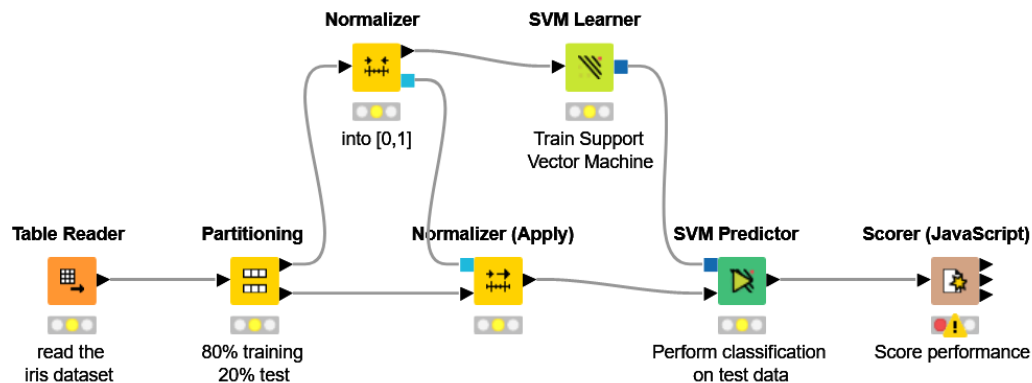 Normalizer
SVM Learner
into [0,1]
Train Support
Vector Machine
Table Reader
Partitioning
Normalizer (Apply)
SVM Predictor
Scorer (JavaScript)
read the
iris dataset
80% training
20% test
Perform classification
on test data
Score performance